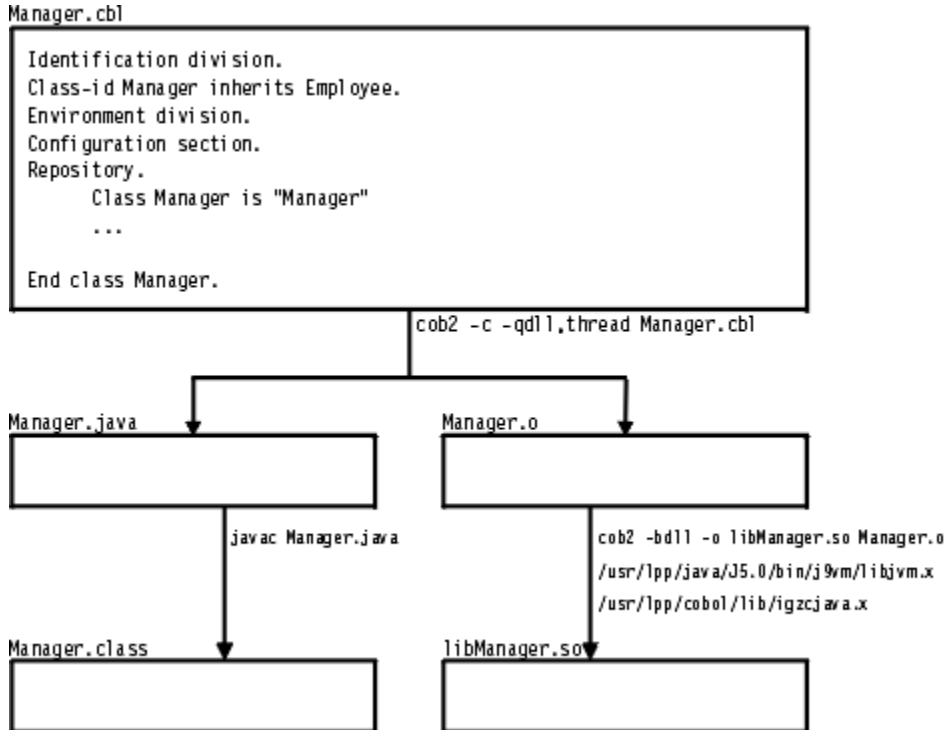 Manager.cbl
Identification division.
Class-id Manager inherits Employee.
Environment division.
Configuration section.
Repository.
Class Manager is "Manager"
...
End class Manager.
cob2 -c -qdll,thread Manager.cbl
Manager.java
Manager.o
javac Manager.java
cob2 -bdll -o libManager.so Manager.o
/usr/lpp/java/J5.0/bin/j9vm/libjvm.x
/usr/lpp/cobol/lib/igzcjava.x
Manager.class
libManager.so